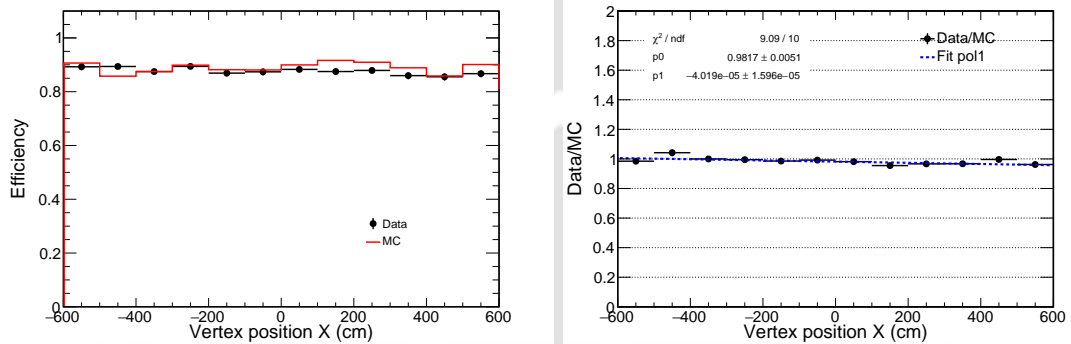 1
0.8
0.6
0.4
0.2
0
Efficiency
Data
MC
−600 −400 −200 0 200 400 600
Vertex position X (cm)
2
1.8
1.6
1.4
1.2
1
0.8
0.6
0.4
0.2
0
Data/MC
χ² / ndf 9.09 / 10
p0 0.9817 ± 0.0051
p1 −4.019e−05 ± 1.596e−05
Data/MC
Fit pol1
−600 −400 −200 0 200 400 600
Vertex position X (cm)